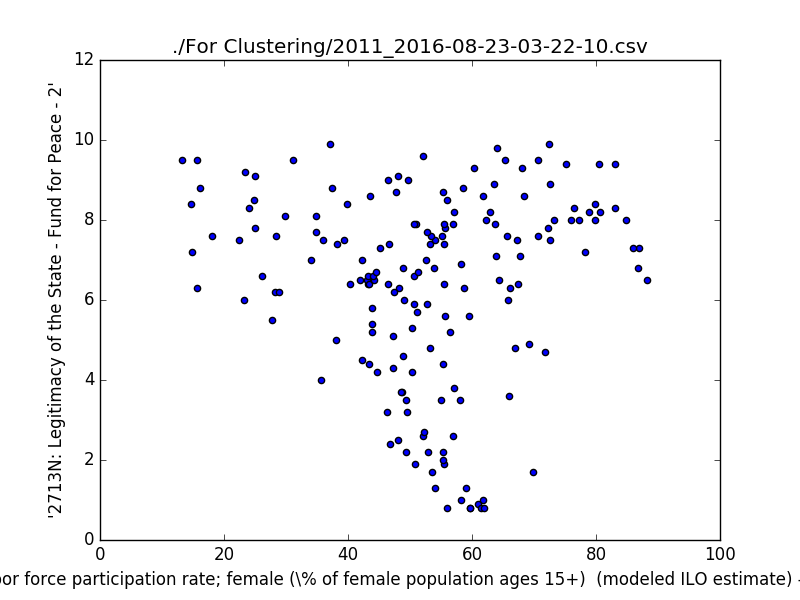 ./For Clustering/2011_2016-08-23-03-22-10.csv
'2713N: Legitimacy of the State - Fund for Peace - 2'
12
10
8
6
4
2
0
0 20 40 60 80 100
force participation rate; female (\% of female population ages 15+) (modeled ILO estimate) -